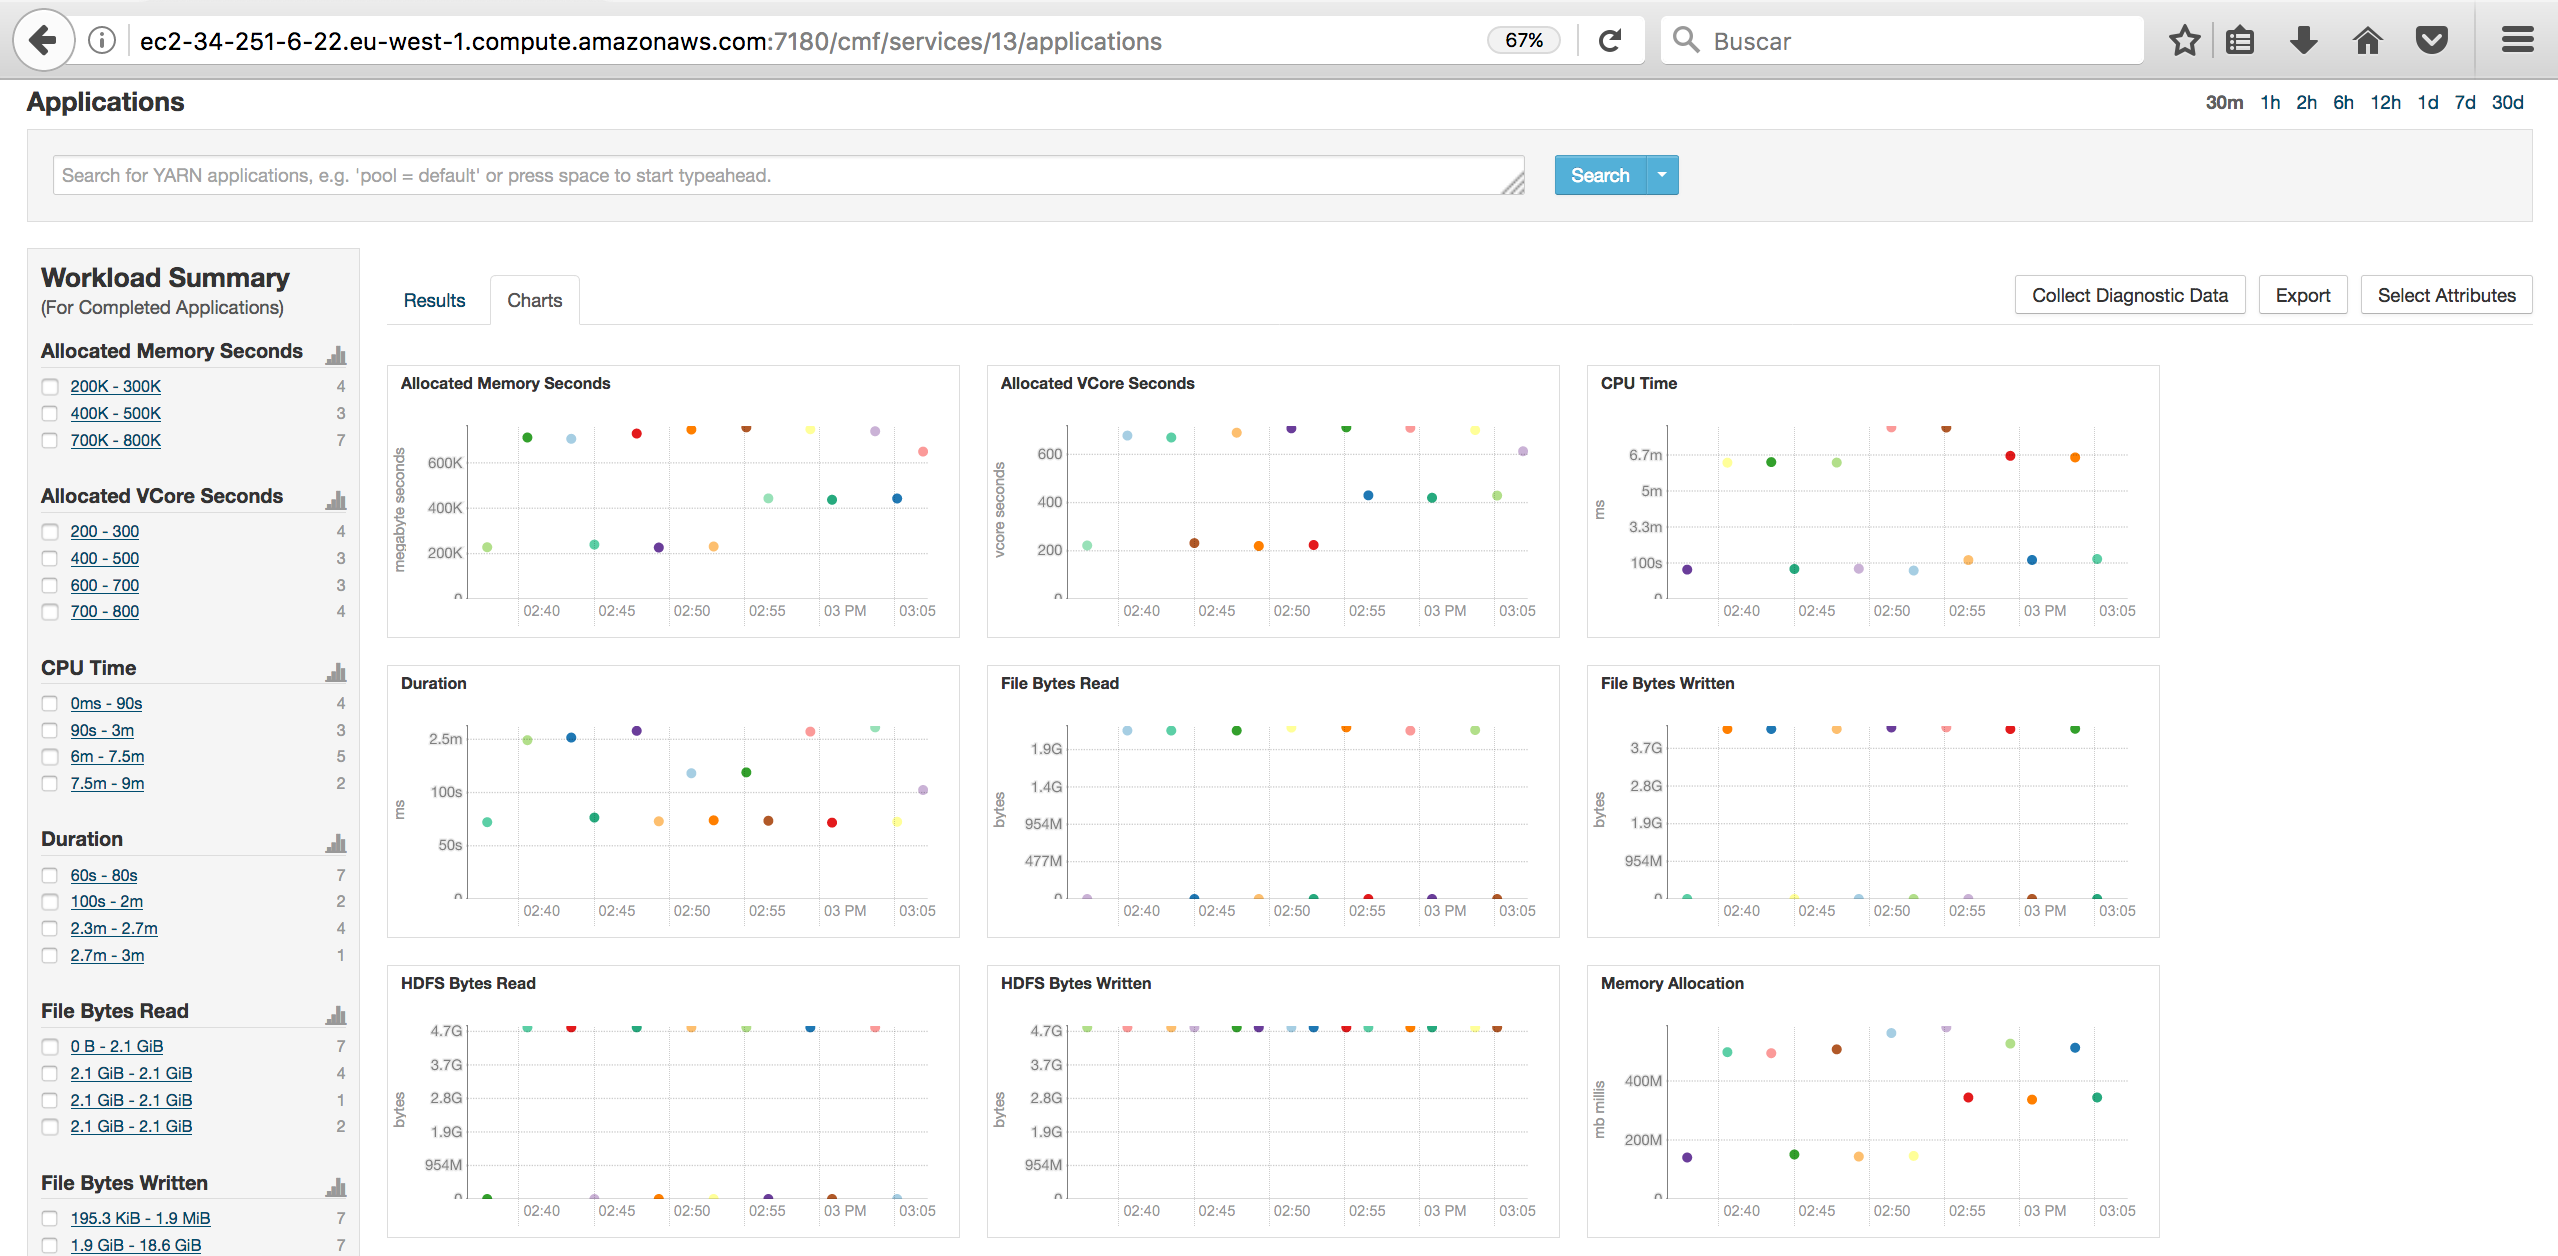 ec2-34-251-6-22.eu-west-1.compute.amazonaws.com:7180/cmf/services/13/applications
67%
Buscar
Applications
30m 1h 2h 6h 12h 1d 7d 30d
Search for YARN applications, e.g. 'pool = default' or press space to start typeahead.
Search
Workload Summary
(For Completed Applications)
Allocated Memory Seconds
200K - 300K 4
400K - 500K 3
700K - 800K 7
Allocated VCore Seconds
200 - 300 4
400 - 500 3
600 - 700 3
700 - 800 4
CPU Time
0ms - 90s 4
90s - 3m 3
6m - 7.5m 5
7.5m - 9m 2
Duration
60s - 80s 7
100s - 2m 2
2.3m - 2.7m 4
2.7m - 3m 1
File Bytes Read
0 B - 2.1 GiB 7
2.1 GiB - 2.1 GiB 4
2.1 GiB - 2.1 GiB 1
2.1 GiB - 2.1 GiB 2
File Bytes Written
195.3 KiB - 1.9 MiB 7
1.9 GiB - 18.6 GiB 7
Results Charts
Collect Diagnostic Data Export Select Attributes
Allocated Memory Seconds
megabyte seconds
600K
400K
200K
0
02:40 02:45 02:50 02:55 03 PM 03:05
Allocated VCore Seconds
vcore seconds
600
400
200
0
02:40 02:45 02:50 02:55 03 PM 03:05
CPU Time
ms
6.7m
5m
3.3m
100s
0
02:40 02:45 02:50 02:55 03 PM 03:05
Duration
ms
2.5m
100s
50s
0
02:40 02:45 02:50 02:55 03 PM 03:05
File Bytes Read
bytes
1.9G
1.4G
954M
477M
0
02:40 02:45 02:50 02:55 03 PM 03:05
File Bytes Written
bytes
3.7G
2.8G
1.9G
954M
0
02:40 02:45 02:50 02:55 03 PM 03:05
HDFS Bytes Read
bytes
4.7G
3.7G
2.8G
1.9G
954M
0
02:40 02:45 02:50 02:55 03 PM 03:05
HDFS Bytes Written
bytes
4.7G
3.7G
2.8G
1.9G
954M
0
02:40 02:45 02:50 02:55 03 PM 03:05
Memory Allocation
mb millis
400M
200M
0
02:40 02:45 02:50 02:55 03 PM 03:05